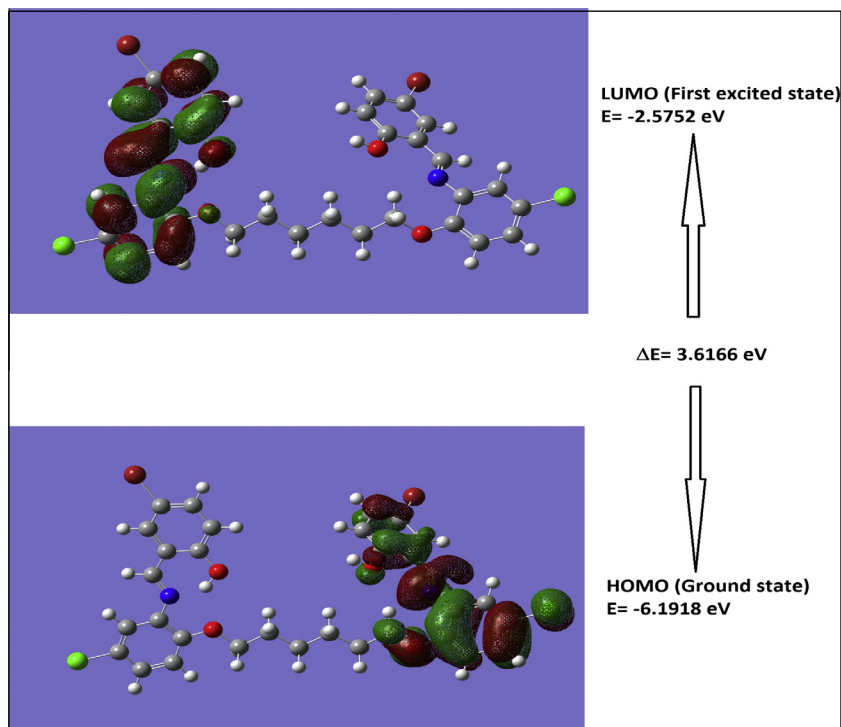 LUMO (First excited state)
E= -2.5752 eV
ΔE= 3.6166 eV
HOMO (Ground state)
E= -6.1918 eV